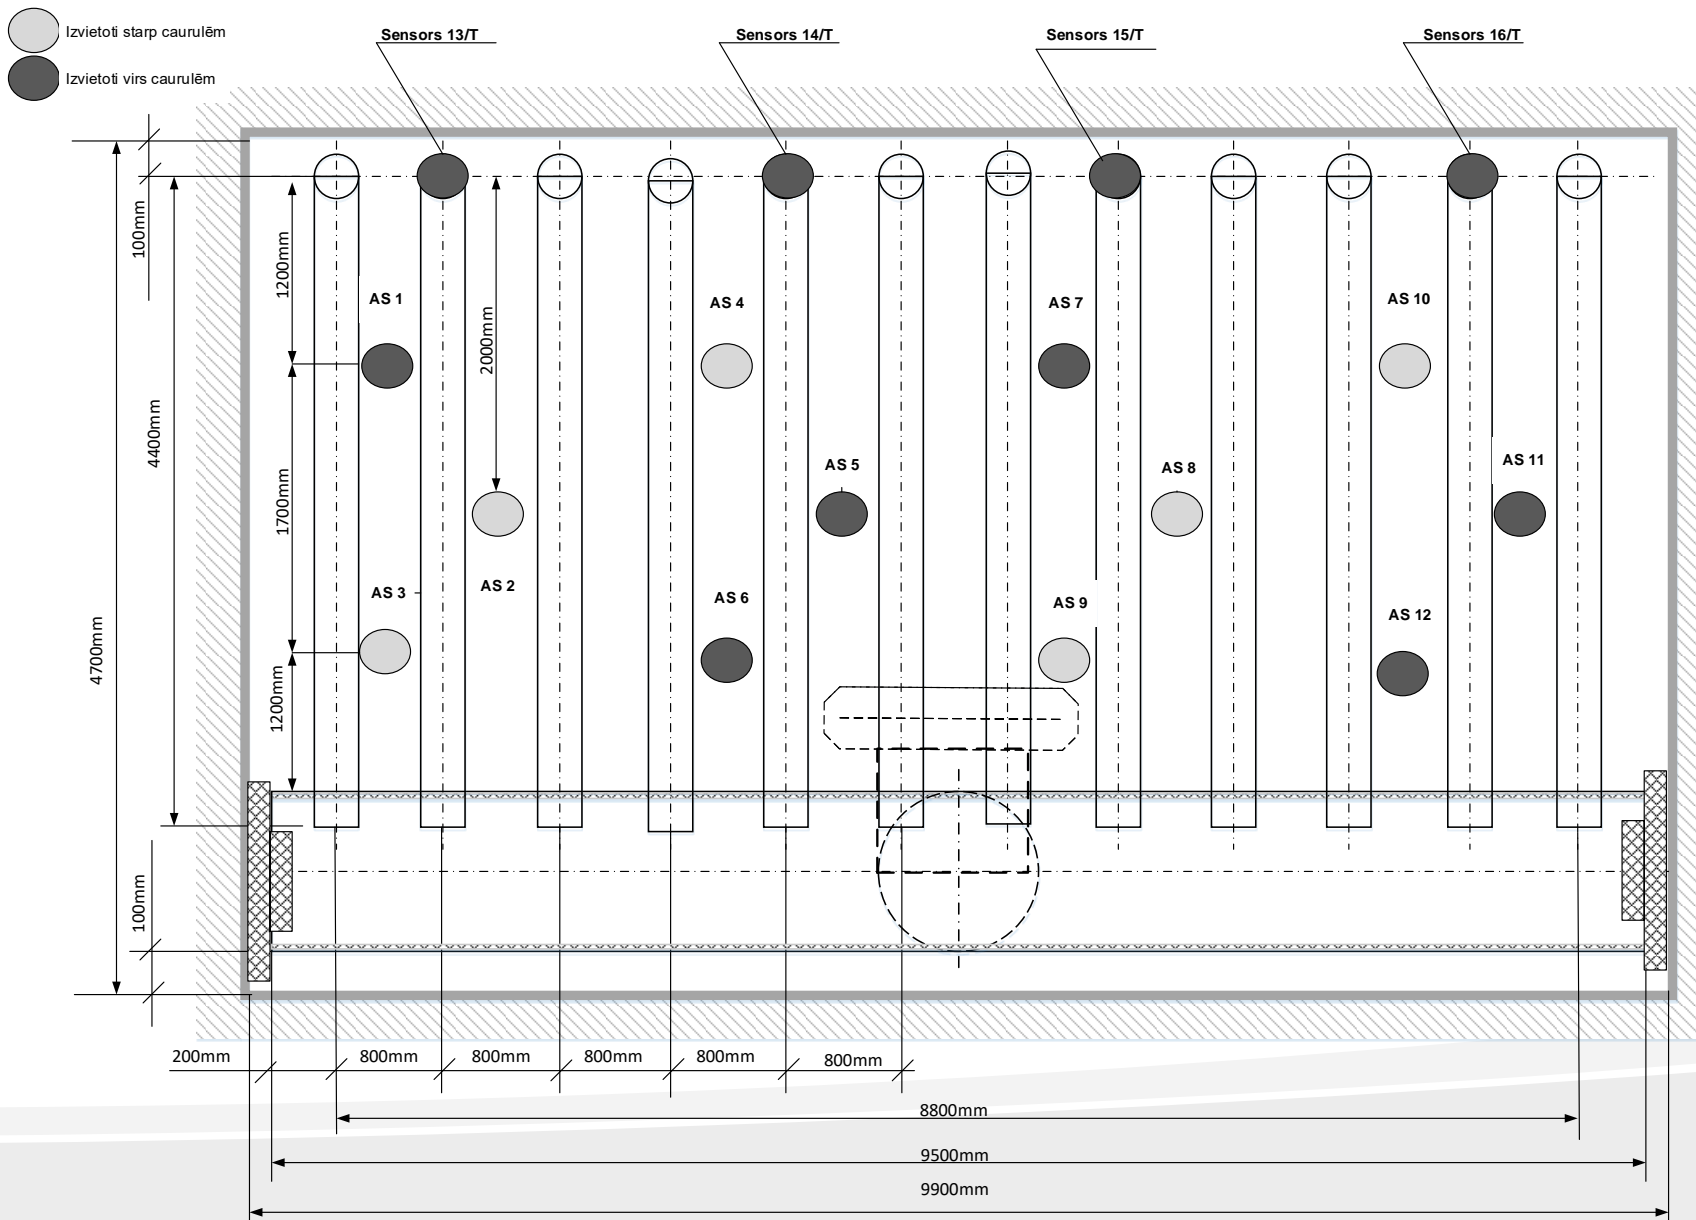 Izvietoti starp caurulēm
Izvietoti virs caurulēm
Sensors 13/T
Sensors 14/T
Sensors 15/T
Sensors 16/T
100mm
1200mm
2000mm
AS 1
AS 4
AS 7
AS 10
4400mm
1700mm
AS 5
AS 8
AS 11
AS 3
AS 2
AS 6
AS 9
AS 12
4700mm
1200mm
100mm
200mm
800mm
800mm
800mm
800mm
800mm
8800mm
9500mm
9900mm